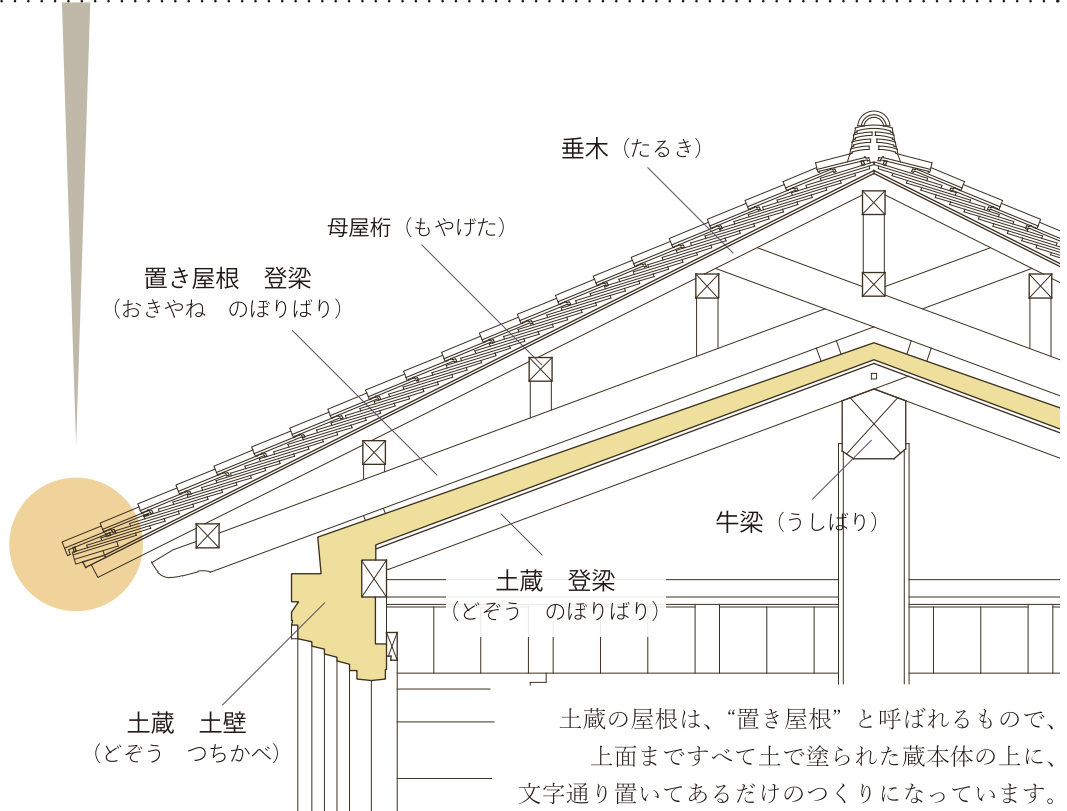 垂木（たるき）
母屋桁（もやげた）
置き屋根　登梁
（おきやね　のぼりばり）
牛梁（うしばり）
土蔵　登梁
（どぞう　のぼりばり）
土蔵　土壁
（どぞう　つちかべ）
土蔵の屋根は、“置き屋根”と呼ばれるもので、
上面まですべて土で塗られた蔵本体の上に、
文字通り置いてあるだけのつくりになっています。